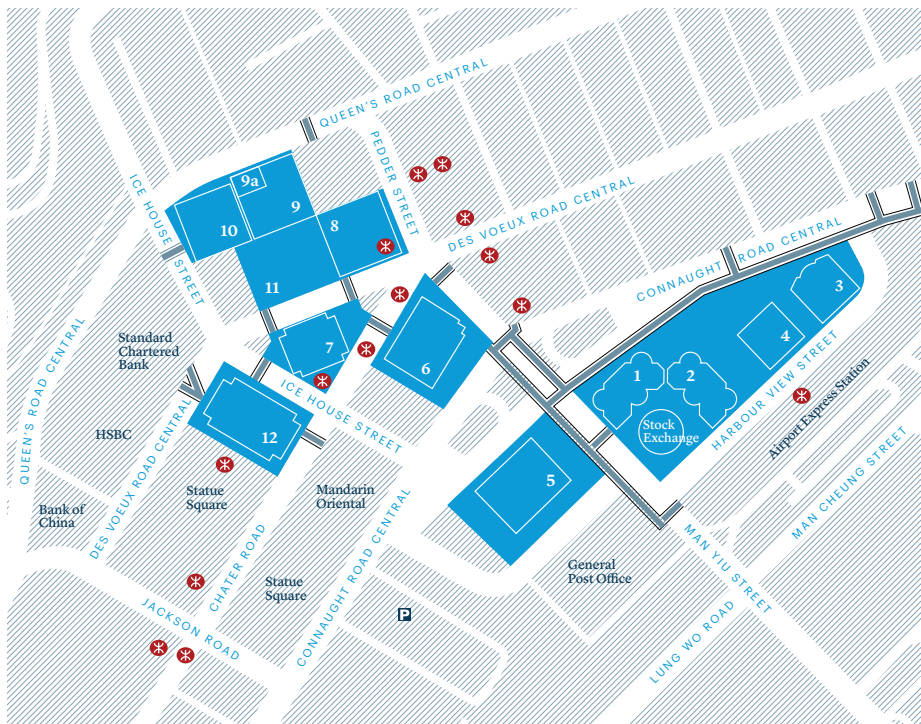 QUEEN'S ROAD CENTRAL
PEDDER STREET
ICE HOUSE STREET
9a
9
10
8
11
DES VOEUX ROAD CENTRAL
CONNAUGHT ROAD CENTRAL
3
4
7
6
1
2
Standard
Chartered
Bank
ICE HOUSE STREET
HARBOUR VIEW STREET
Airport Express Station
Stock
Exchange
12
HSBC
QUEEN'S ROAD CENTRAL
DES VOEUX ROAD CENTRAL
5
MAN CHEUNG STREET
Statue
Square
Mandarin
Oriental
Bank of
China
CHATER ROAD
CONNAUGHT ROAD CENTRAL
General
Post Office
MAN YIU STREET
Statue
Square
P
JACKSON ROAD
LUNG WO ROAD